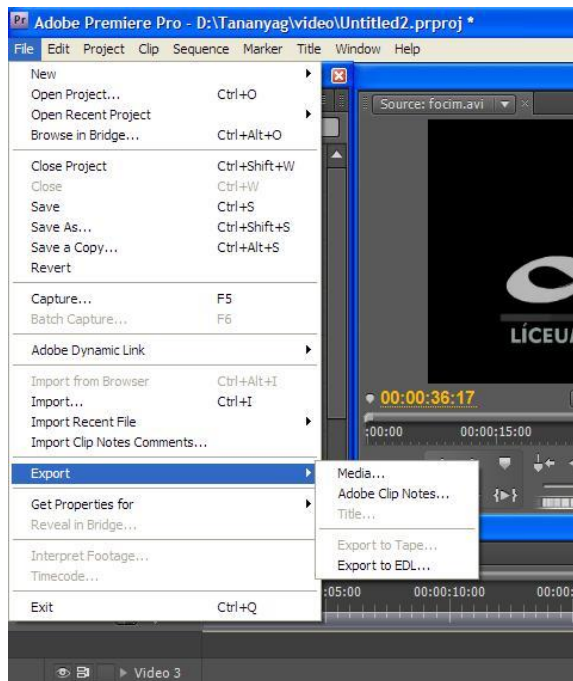 Pr Adobe Premiere Pro - D:\Tananyag\video\Untitled2.prproj *
File Edit Project Clip Sequence Marker Title Window Help
New
Open Project... Ctrl+O
Open Recent Project
Browse in Bridge... Ctrl+Alt+O
Close Project Ctrl+Shift+W
Close Ctrl+W
Save Ctrl+S
Save As... Ctrl+Shift+S
Save a Copy... Ctrl+Alt+S
Revert
Capture... F5
Batch Capture... F6
Adobe Dynamic Link
Import from Browser Ctrl+Alt+I
Import... Ctrl+I
Import Recent File
Import Clip Notes Comments...
Export
Get Properties for
Reveal in Bridge...
Interpret Footage...
Timecode...
Exit Ctrl+Q
Media...
Adobe Clip Notes...
Title...
Export to Tape...
Export to EDL...
Source: focim.avi
LÍCEU
00:00:36:17
;00:00 00:00:15:00
:05:00 00:00:10:00 00:00:
Video 3